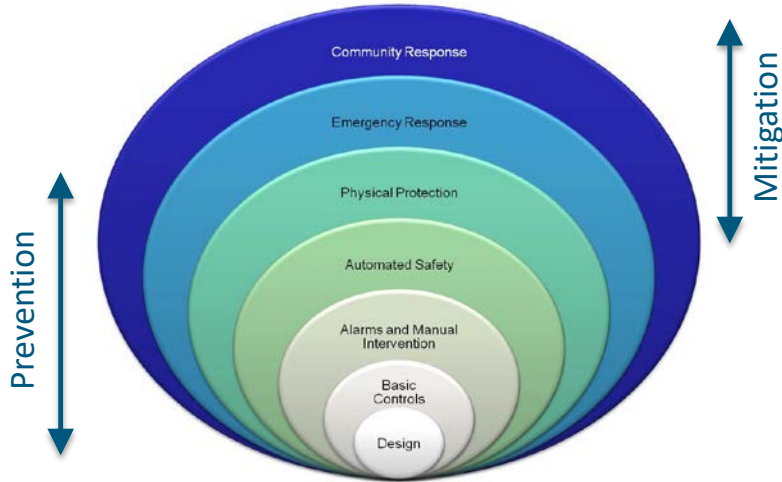 Community Response
Emergency Response
Physical Protection
Automated Safety
Alarms and Manual
Intervention
Basic
Controls
Design
Prevention
Mitigation